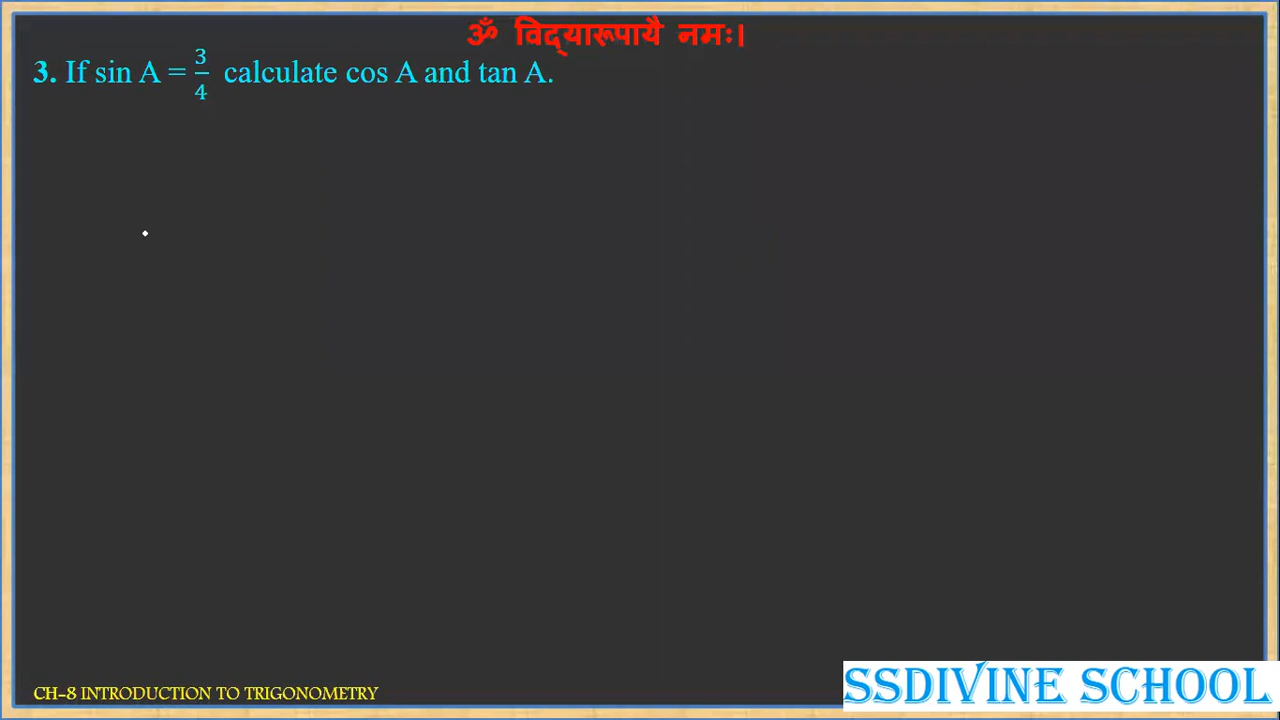 ॐ विद्यारूपायै नमः।
3. If sin A = 3/4 calculate cos A and tan A.
CH-8 INTRODUCTION TO TRIGONOMETRY
SSDIVINE SCHOOL